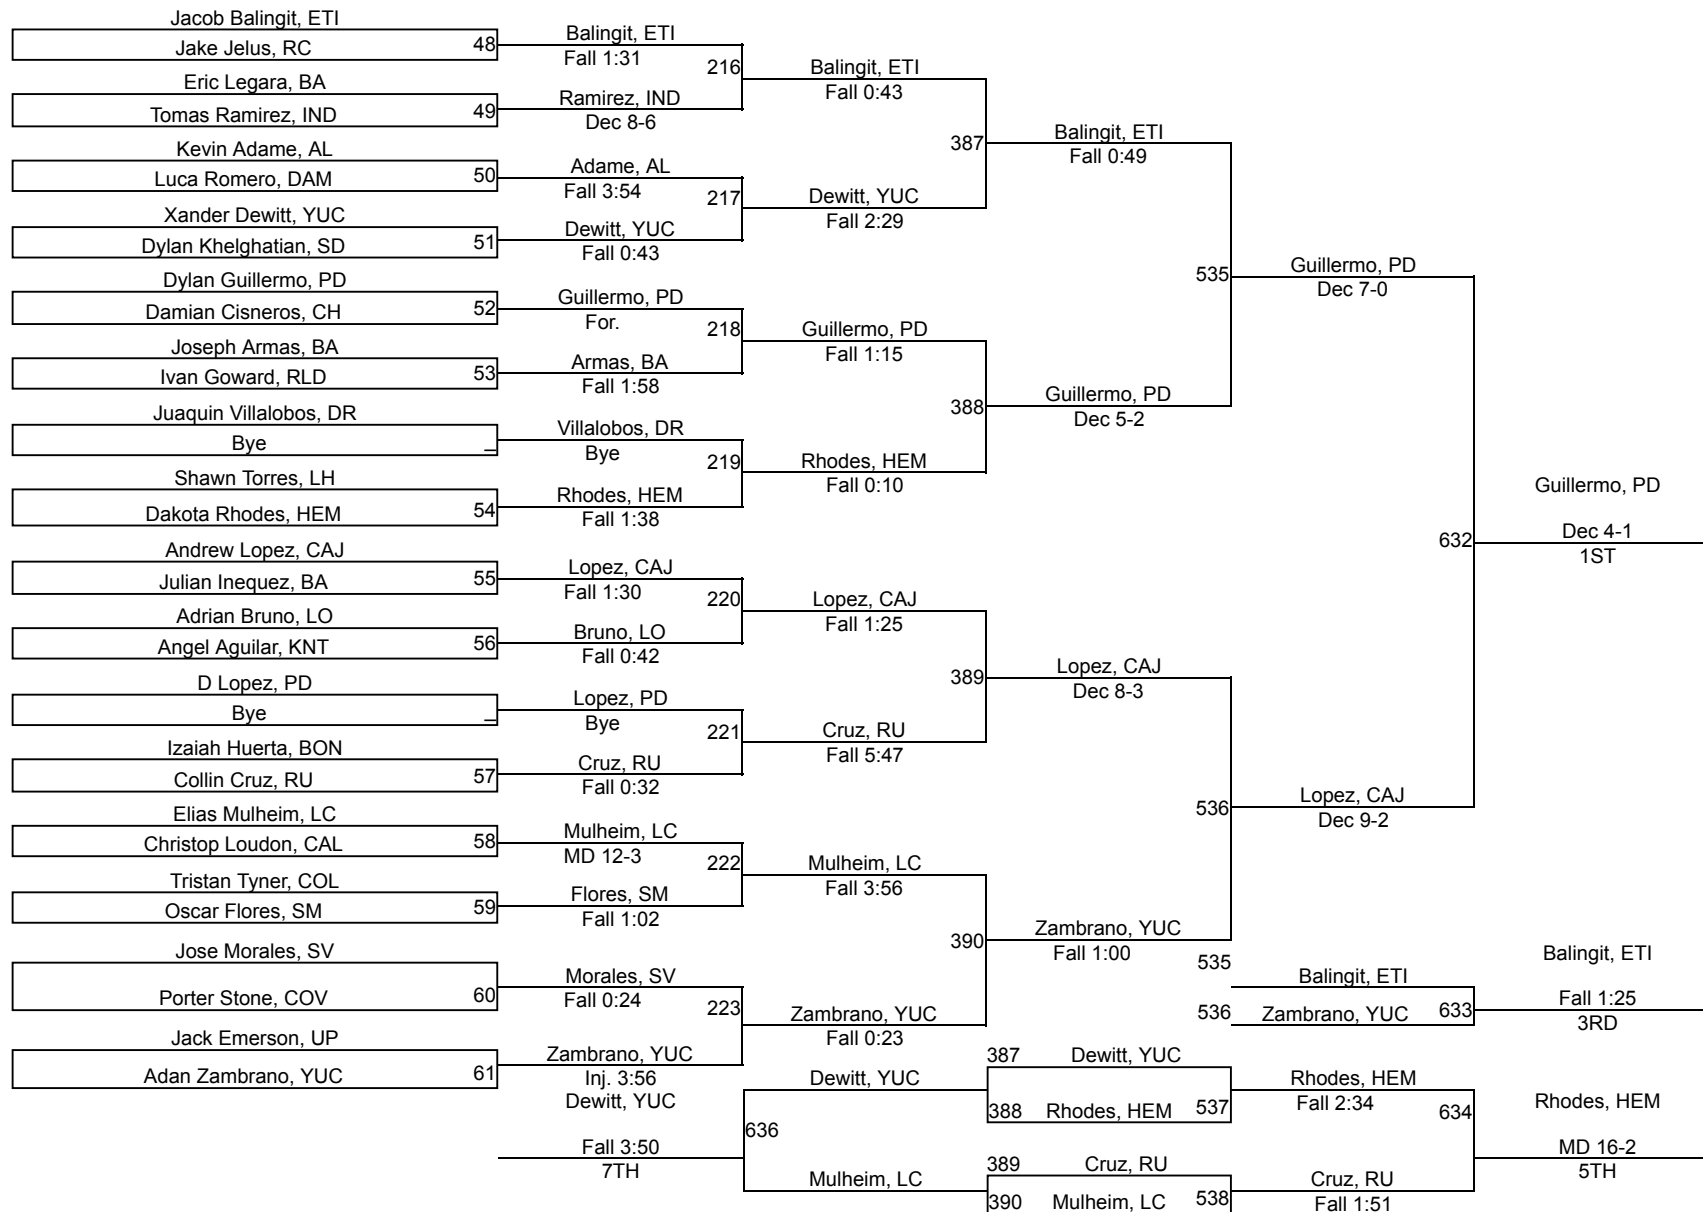 Jacob Balingit, ETI
Jake Jelus, RC
48
Eric Legara, BA
Tomas Ramirez, IND
49
Kevin Adame, AL
Luca Romero, DAM
50
Xander Dewitt, YUC
Dylan Khelghatian, SD
51
Dylan Guillermo, PD
Damian Cisneros, CH
52
Joseph Armas, BA
Ivan Goward, RLD
53
Juaquin Villalobos, DR
Bye
_
Shawn Torres, LH
Dakota Rhodes, HEM
54
Andrew Lopez, CAJ
Julian Inequez, BA
55
Adrian Bruno, LO
Angel Aguilar, KNT
56
D Lopez, PD
Bye
_
Izaiah Huerta, BON
Collin Cruz, RU
57
Elias Mulheim, LC
Christop Loudon, CAL
58
Tristan Tyner, COL
Oscar Flores, SM
59
Jose Morales, SV
Porter Stone, COV
60
Jack Emerson, UP
Adan Zambrano, YUC
61
Balingit, ETI
Fall 1:31
216
Ramirez, IND
Dec 8-6
Adame, AL
Fall 3:54
217
Dewitt, YUC
Fall 0:43
Guillermo, PD
For.
218
Armas, BA
Fall 1:58
Villalobos, DR
Bye
219
Rhodes, HEM
Fall 1:38
Lopez, CAJ
Fall 1:30
220
Bruno, LO
Fall 0:42
Lopez, PD
Bye
221
Cruz, RU
Fall 0:32
Mulheim, LC
MD 12-3
222
Flores, SM
Fall 1:02
Morales, SV
Fall 0:24
223
Zambrano, YUC
Inj. 3:56
Balingit, ETI
Fall 0:43
387
Dewitt, YUC
Fall 2:29
Guillermo, PD
Fall 1:15
388
Rhodes, HEM
Fall 0:10
Lopez, CAJ
Fall 1:25
389
Cruz, RU
Fall 5:47
Mulheim, LC
Fall 3:56
390
Zambrano, YUC
Fall 0:23
Balingit, ETI
Fall 0:49
535
Guillermo, PD
Dec 5-2
Lopez, CAJ
Dec 8-3
536
Zambrano, YUC
Fall 1:00
Guillermo, PD
Dec 7-0
632
Lopez, CAJ
Dec 9-2
Guillermo, PD
Dec 4-1
1ST
535
Balingit, ETI
536
Zambrano, YUC
633
Balingit, ETI
Fall 1:25
3RD
387
Dewitt, YUC
388
Rhodes, HEM
537
389
Cruz, RU
390
Mulheim, LC
538
Rhodes, HEM
Fall 2:34
634
Cruz, RU
Fall 1:51
Rhodes, HEM
MD 16-2
5TH
Dewitt, YUC
636
Mulheim, LC
Dewitt, YUC
Fall 3:50
7TH